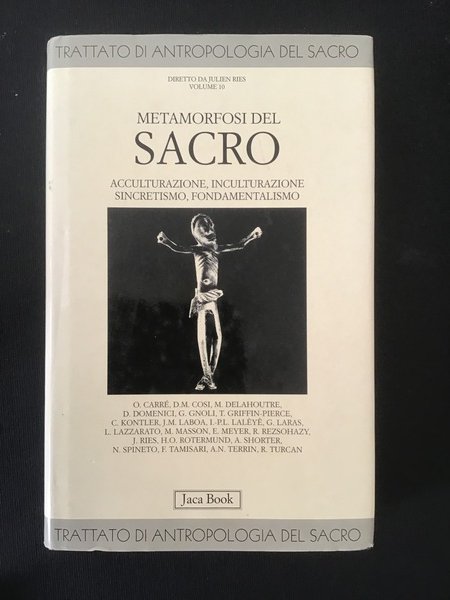 TRATTATO DI ANTROPOLOGIA DEL SACRO
DIRETTO DA JULIEN RIES
VOLUME 10
METAMORFOSI DEL
SACRO
ACCULTURAZIONE, INCULTURAZIONE
SINCRETISMO, FONDAMENTALISMO
O. CARRÉ, D.M. COSI, M. DELAHOUTRE,
D. DOMENICI, G. GNOLI, T. GRIFFIN-PIERCE,
C. KONTLER, J.M. LABOA, I.-P.L. LALÈYÊ, G. LARAS,
L. LAZZARATO, M. MASSON, E. MEYER, R. REZSOHAZY,
J. RIES, H.O. ROTERMUND, A. SHORTER,
N. SPINETO, F. TAMISARI, A.N. TERRIN, R. TURCAN
Jaca Book
TRATTATO DI ANTROPOLOGIA DEL SACRO